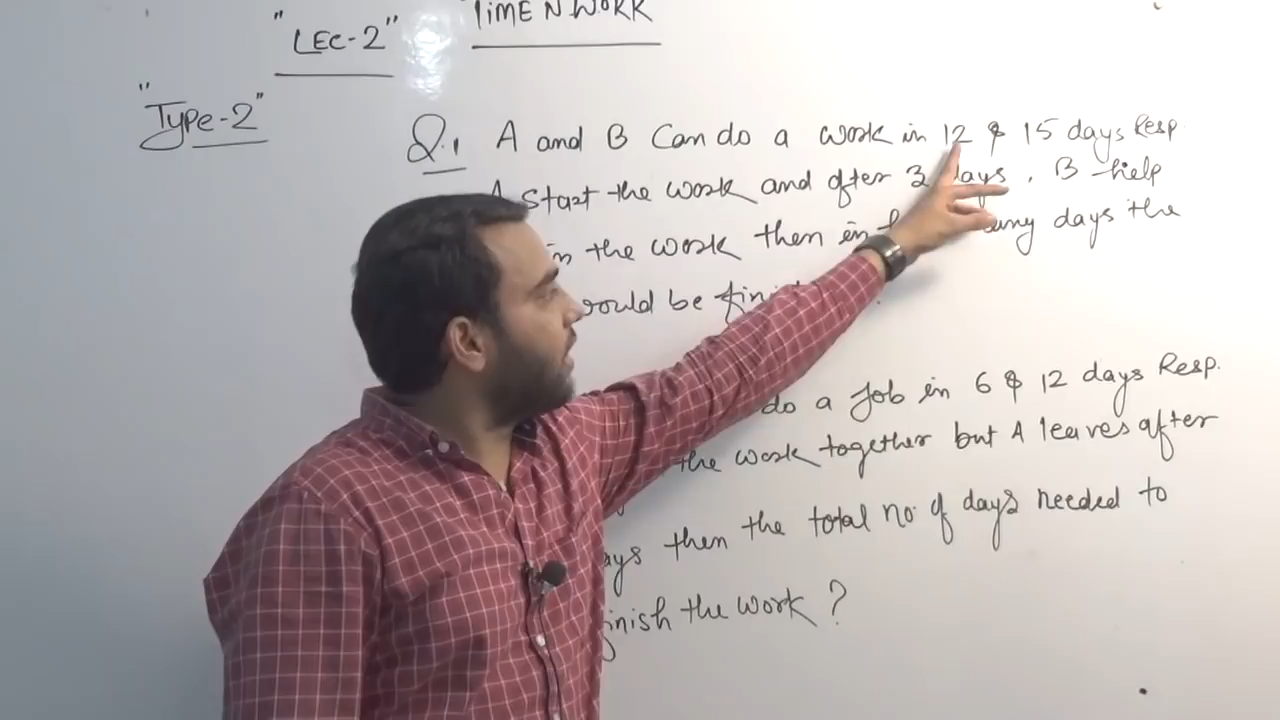 "LEC-2" TIME N WORK
"Type-2"
Q.1 A and B Can do a work in 12 & 15 days Resp
A start the work and after 3 days, B help
in the work then in many days the
would be
do a Job in 6 & 12 days Resp.
the work together but A leaves after
then the total no of days needed to
the work ?